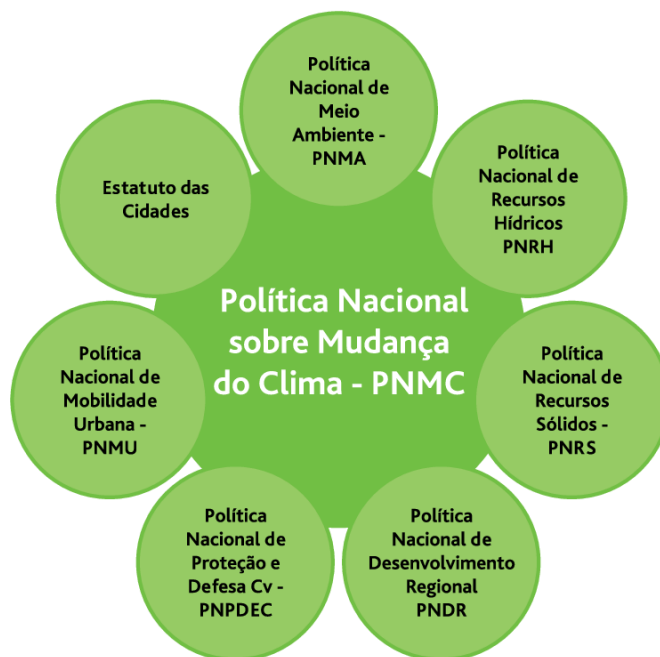 Política
Nacional de
Meio
Ambiente -
PNMA
Política
Nacional de
Recursos
Hídricos
PNRH
Política
Nacional de
Recursos
Sólidos -
PNRS
Política
Nacional de
Desenvolvimento
Regional
PNDR
Política
Nacional de
Proteção e
Defesa Cv -
PNPDEC
Política
Nacional de
Mobilidade
Urbana -
PNMU
Estatuto das
Cidades
Política Nacional
sobre Mudança
do Clima - PNMC